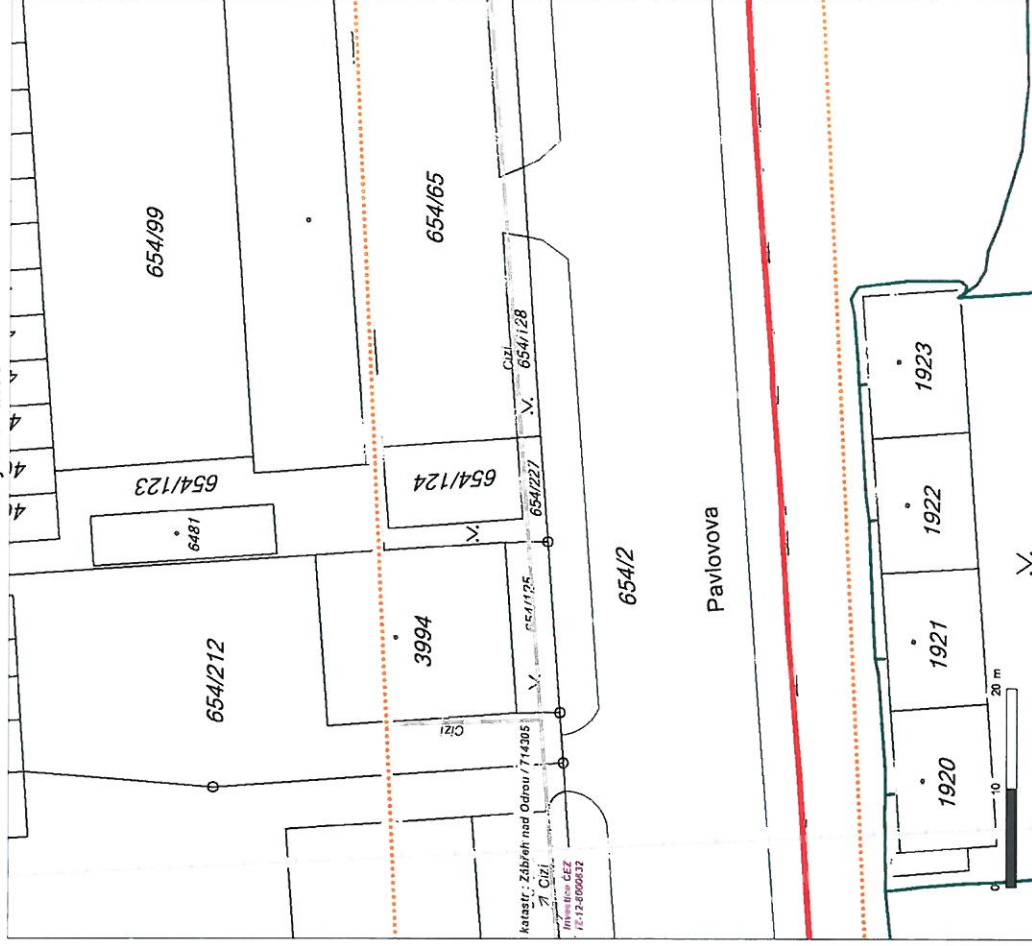 654/99
654/65
654/123
6481
654/124
Cizí
654/128
654/227
654/212
3994
654/125
Cizí
654/2
Pavlovova
katastr: Zábřeh nad Odrou / 714305
Cizí
Investice ČEZ
1923
1922
1921
1920
0 10 20 m